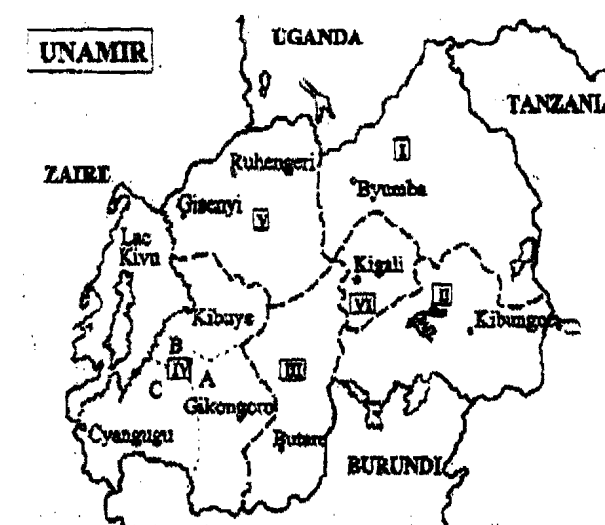 UNAMIR
UGANDA
TANZANIA
ZAIRE
Ruhengeri
I
Byumba
Gisenyi
V
Lac
Kivu
Kigali
VI
II
Kibungo
Kibuye
B
IV
A
C
III
Gikongoro
Cyangugu
Butare
BURUNDI